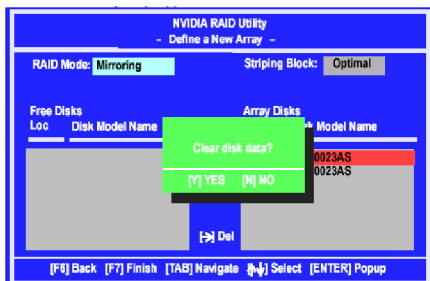 NVIDIA RAID Utility
- Define a New Array -
RAID Mode: Mirroring Striping Block: Optimal
Free Disks Array Disks
Loc Disk Model Name Model Name
Clear disk data?
0023AS
0023AS
[Y] YES [N] NO
[→] Del
[F6] Back [F7] Finish [TAB] Navigate [↑↓] Select [ENTER] Popup